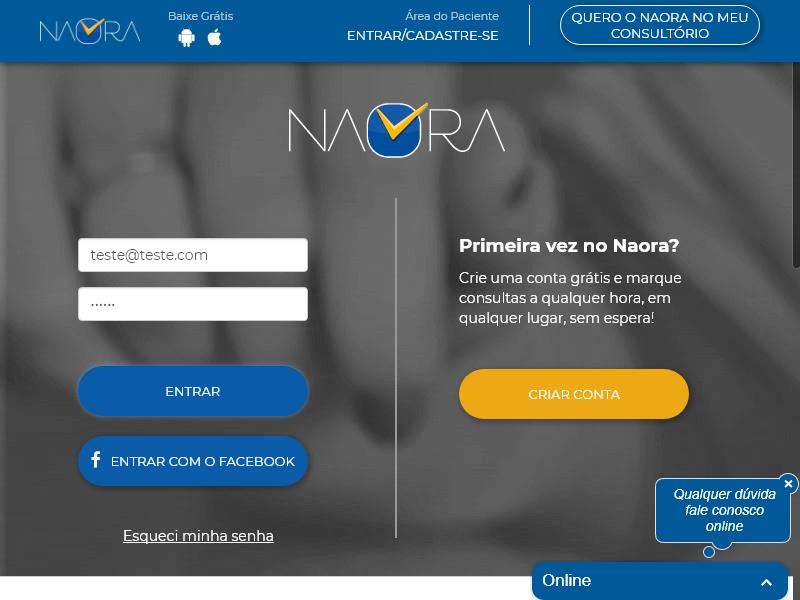 NAORA
Baixe Grátis
Área do Paciente
ENTRAR/CADASTRE-SE
QUERO O NAORA NO MEU
CONSULTÓRIO
NAORA
teste@teste.com
······
ENTRAR
ENTRAR COM O FACEBOOK
Esqueci minha senha
Primeira vez no Naora?
Crie uma conta grátis e marque
consultas a qualquer hora, em
qualquer lugar, sem espera!
CRIAR CONTA
Qualquer dúvida
fale conosco
online
Online